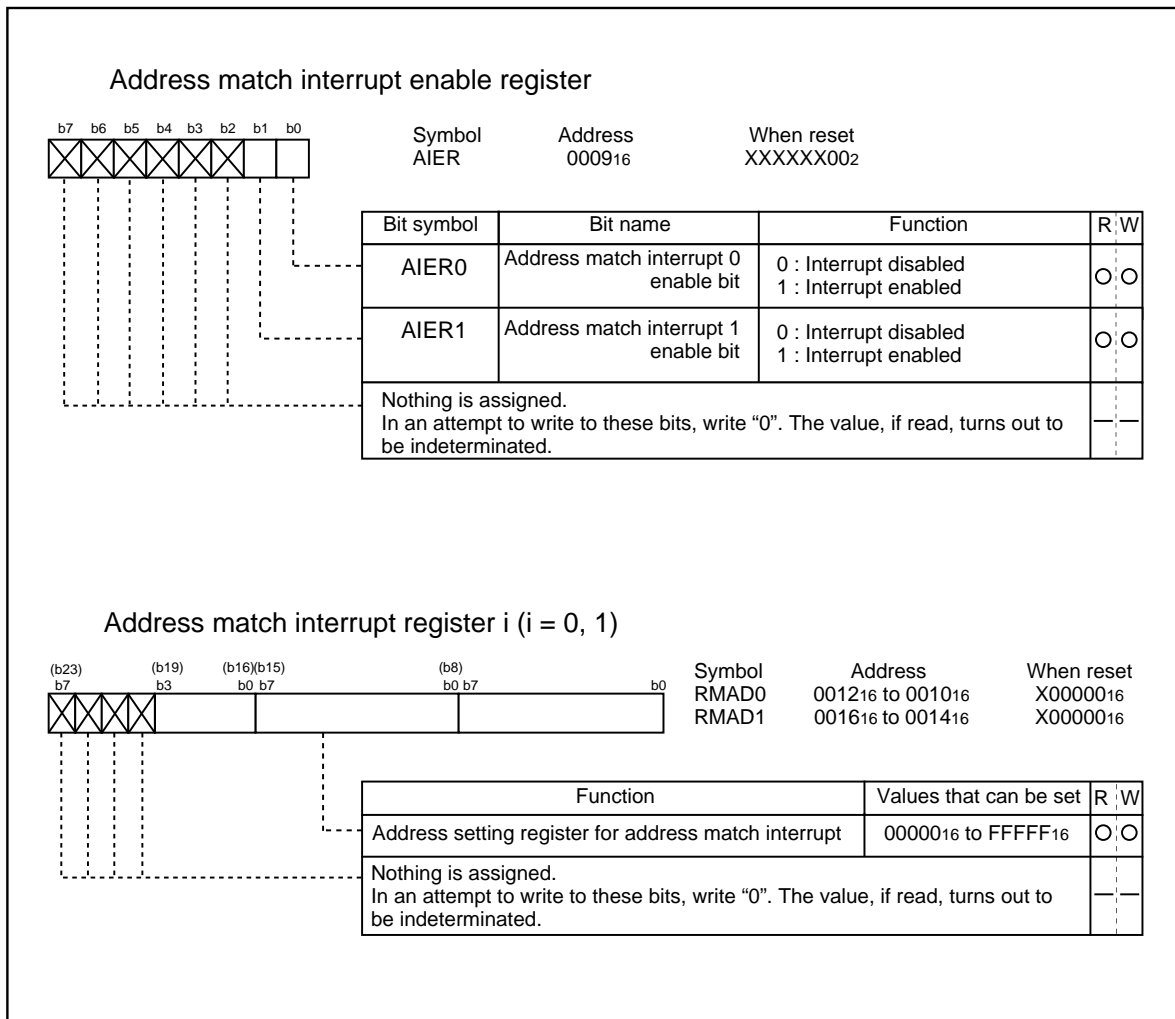 Address match interrupt enable register
b7 b6 b5 b4 b3 b2 b1 b0
Symbol Address When reset
AIER 000916 XXXXXX002
Bit symbol Bit name Function R W
AIER0 Address match interrupt 0 enable bit 0 : Interrupt disabled
1 : Interrupt enabled
AIER1 Address match interrupt 1 enable bit 0 : Interrupt disabled
1 : Interrupt enabled
Nothing is assigned.
In an attempt to write to these bits, write “0”. The value, if read, turns out to
be indeterminated.
Address match interrupt register i (i = 0, 1)
(b23) (b19) (b16)(b15) (b8)
b7 b3 b0 b7 b0 b7 b0
Symbol Address When reset
RMAD0 001216 to 001016 X0000016
RMAD1 001616 to 001416 X0000016
Function Values that can be set R W
Address setting register for address match interrupt 0000016 to FFFFF16
Nothing is assigned.
In an attempt to write to these bits, write “0”. The value, if read, turns out to
be indeterminated.